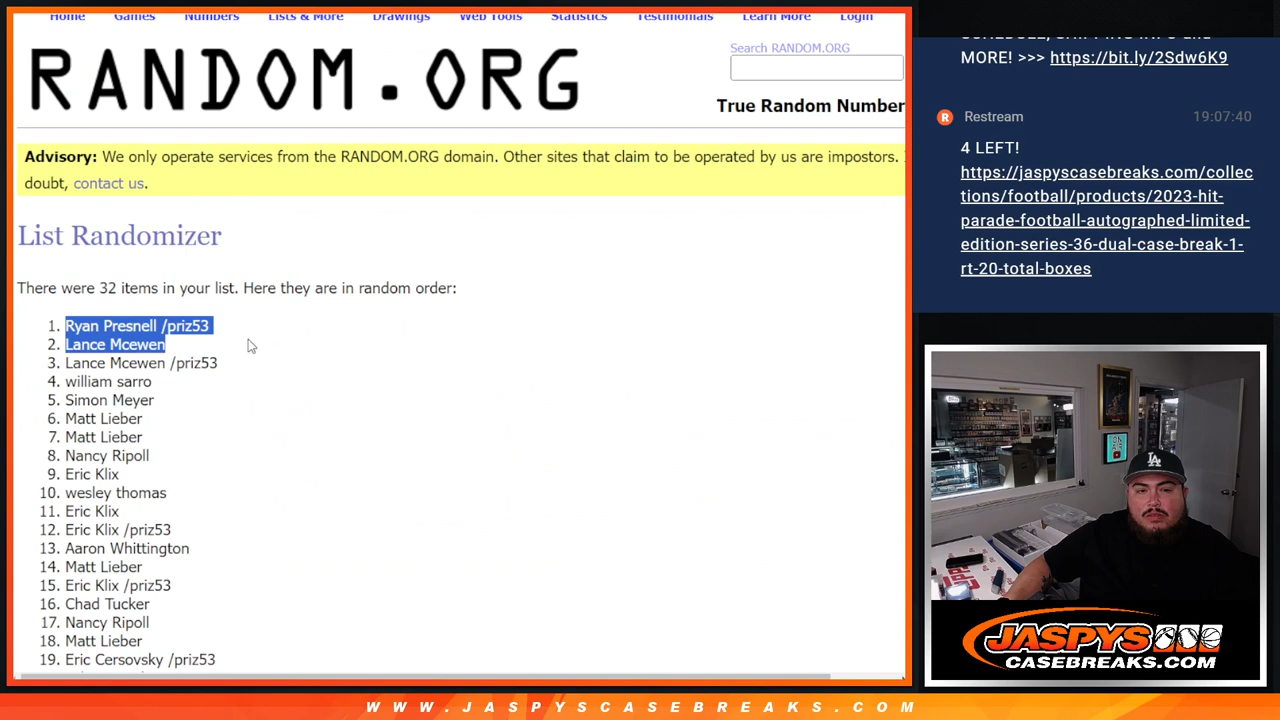 Home Games Numbers Lists & More Drawings Web Tools Statistics Testimonials Learn More Login
RANDOM.ORG
Search RANDOM.ORG
True Random Number
Advisory: We only operate services from the RANDOM.ORG domain. Other sites that claim to be operated by us are impostors.
doubt, contact us.
List Randomizer
There were 32 items in your list. Here they are in random order:
1. Ryan Presnell /priz53
2. Lance Mcewen
3. Lance Mcewen /priz53
4. william sarro
5. Simon Meyer
6. Matt Lieber
7. Matt Lieber
8. Nancy Ripoll
9. Eric Klix
10. wesley thomas
11. Eric Klix
12. Eric Klix /priz53
13. Aaron Whittington
14. Matt Lieber
15. Eric Klix /priz53
16. Chad Tucker
17. Nancy Ripoll
18. Matt Lieber
19. Eric Cersovsky /priz53
MORE! >>> https://bit.ly/2Sdw6K9
R Restream 19:07:40
4 LEFT!
https://jaspyscasebreaks.com/collec
tions/football/products/2023-hit-
parade-football-autographed-limited-
edition-series-36-dual-case-break-1-
rt-20-total-boxes
LA
JASPYS
CASEBREAKS.COM
WWW.JASPYSCASEBREAKS.COM